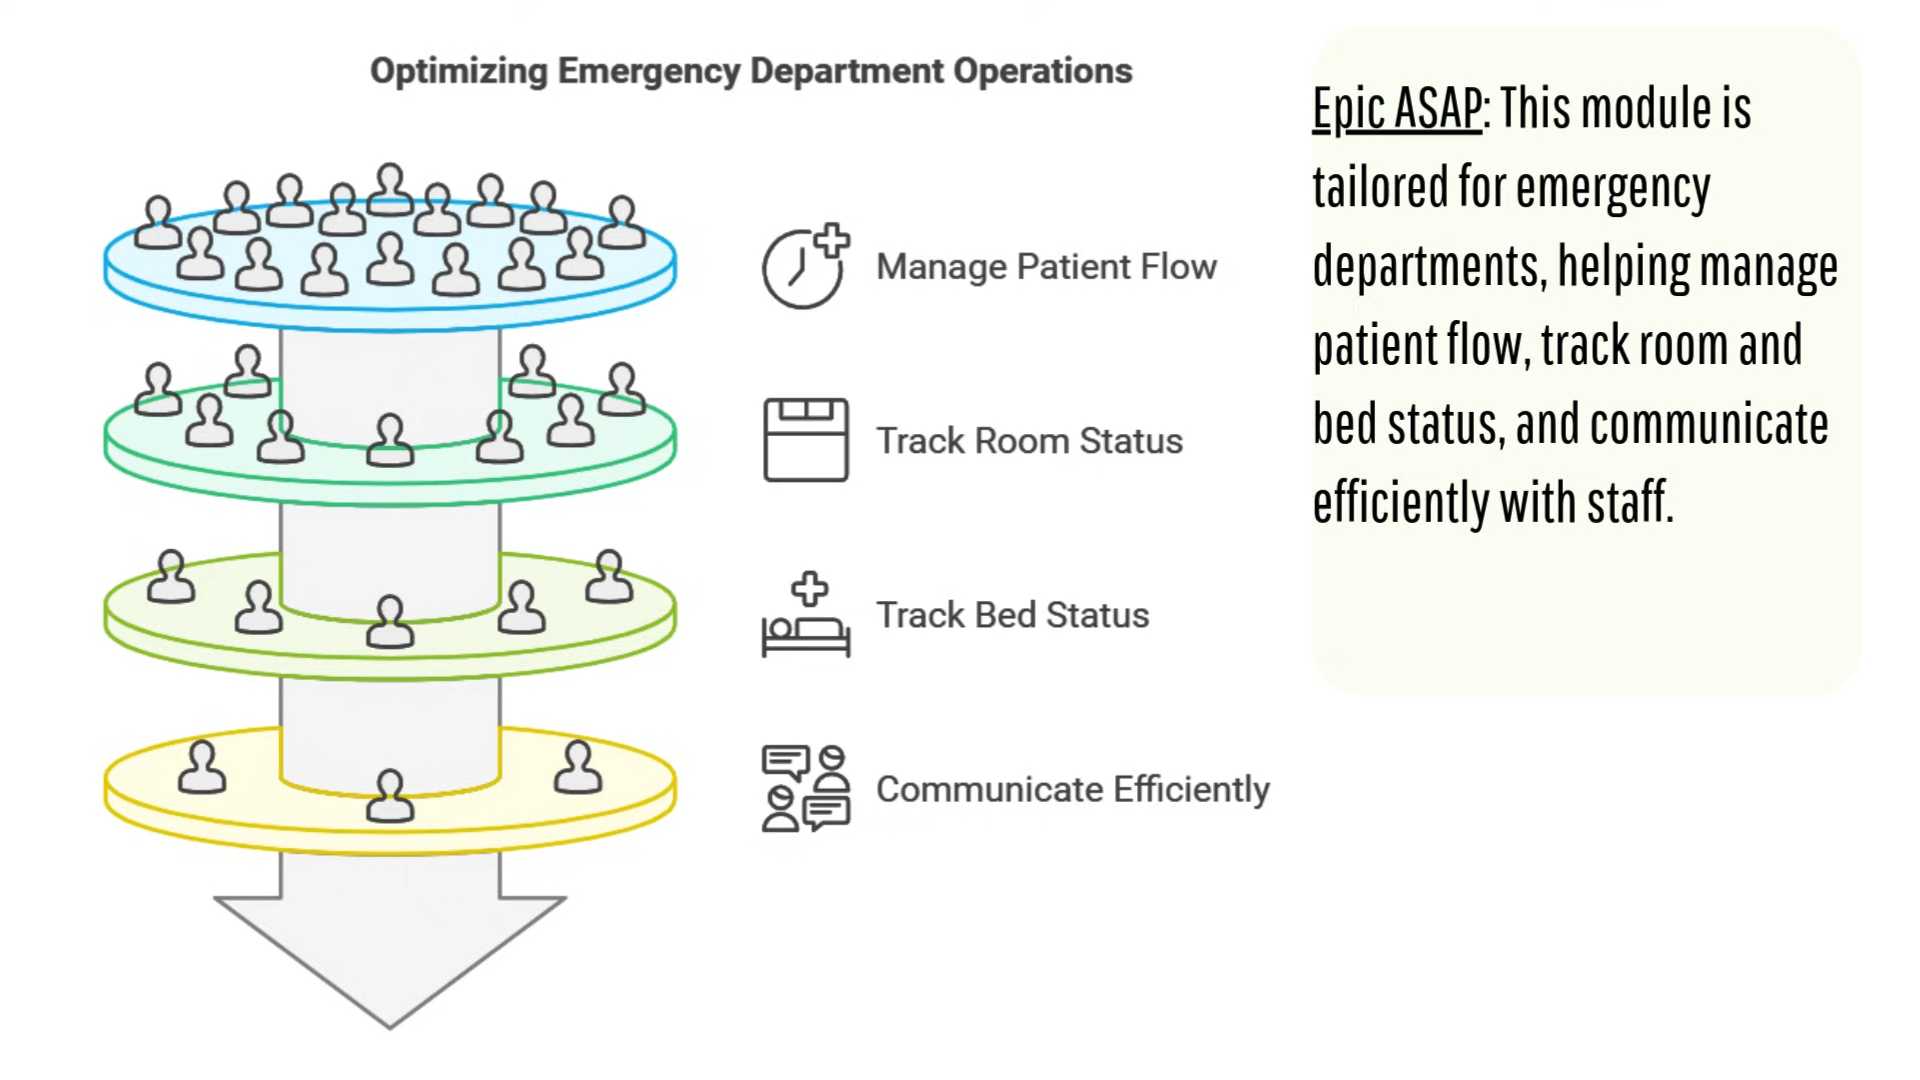 Optimizing Emergency Department Operations
Manage Patient Flow
Track Room Status
Track Bed Status
Communicate Efficiently
Epic ASAP: This module is
tailored for emergency
departments, helping manage
patient flow, track room and
bed status, and communicate
efficiently with staff.